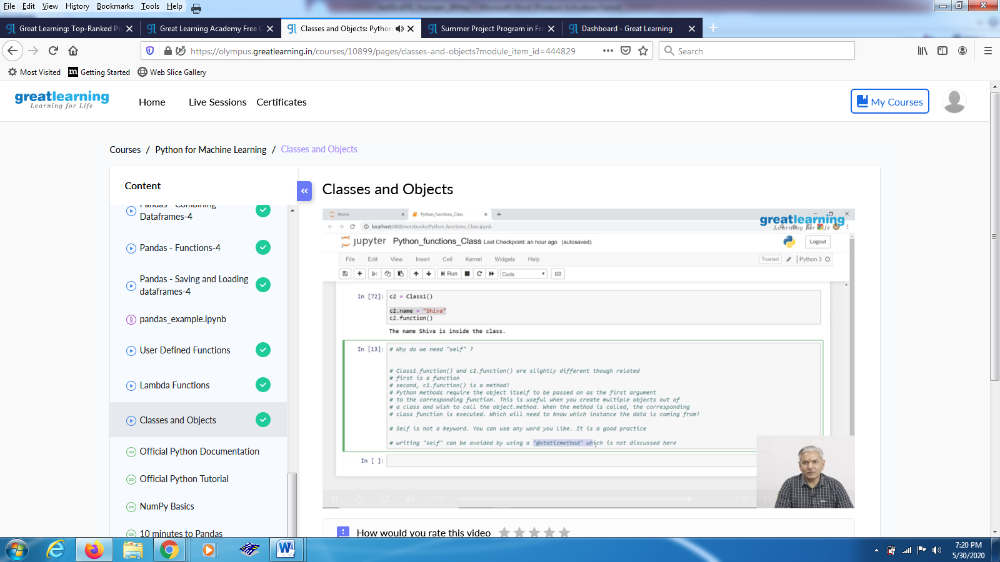 File Edit View History Bookmarks Tools Help
Great Learning: Top-Ranked Pr
Great Learning Academy Free C
Classes and Objects: Python
Summer Project Program in Fr
Dashboard - Great Learning
https://olympus.greatlearning.in/courses/10899/pages/classes-and-objects?module_item_id=444829
Search
Most Visited
Getting Started
Web Slice Gallery
greatlearning
Learning for Life
Home
Live Sessions
Certificates
My Courses
Courses / Python for Machine Learning / Classes and Objects
Content
Pandas - Combining
Dataframes-4
Pandas - Functions-4
Pandas - Saving and Loading
dataframes-4
pandas_example.ipynb
User Defined Functions
Lambda Functions
Classes and Objects
Official Python Documentation
Official Python Tutorial
NumPy Basics
10 minutes to Pandas
Classes and Objects
Home
Python_functions_Class
localhost:8888/notebooks/Python_functions_Class.ipynb
greatlearning
Learning for Life
jupyter Python_functions_Class Last Checkpoint: an hour ago (autosaved)
Logout
File Edit View Insert Cell Kernel Widgets Help
Trusted
Python 3
Run
Code
In [72]: c2 = Class1()
c2.name = "Shiva"
c2.function()
The name Shiva is inside the class.
In [13]: # Why do we need "self" ?
# Class1.function() and c1.function() are slightly different though related
# first is a function
# second, c1.function() is a method!
# Python methods require the object itself to be passed on as the first argument
# to the corresponding function. This is useful when you create multiple objects out of
# a class and wish to call the object.method. When the method is called, the corresponding
# class function is executed. Which will need to know which instance the data is coming from!
# Self is not a keyword. You can use any word you like. It is a good practice
# writing "self" can be avoided by using a "@staticmethod" which is not discussed here
In [ ]:
How would you rate this video
7:20 PM
5/30/2020